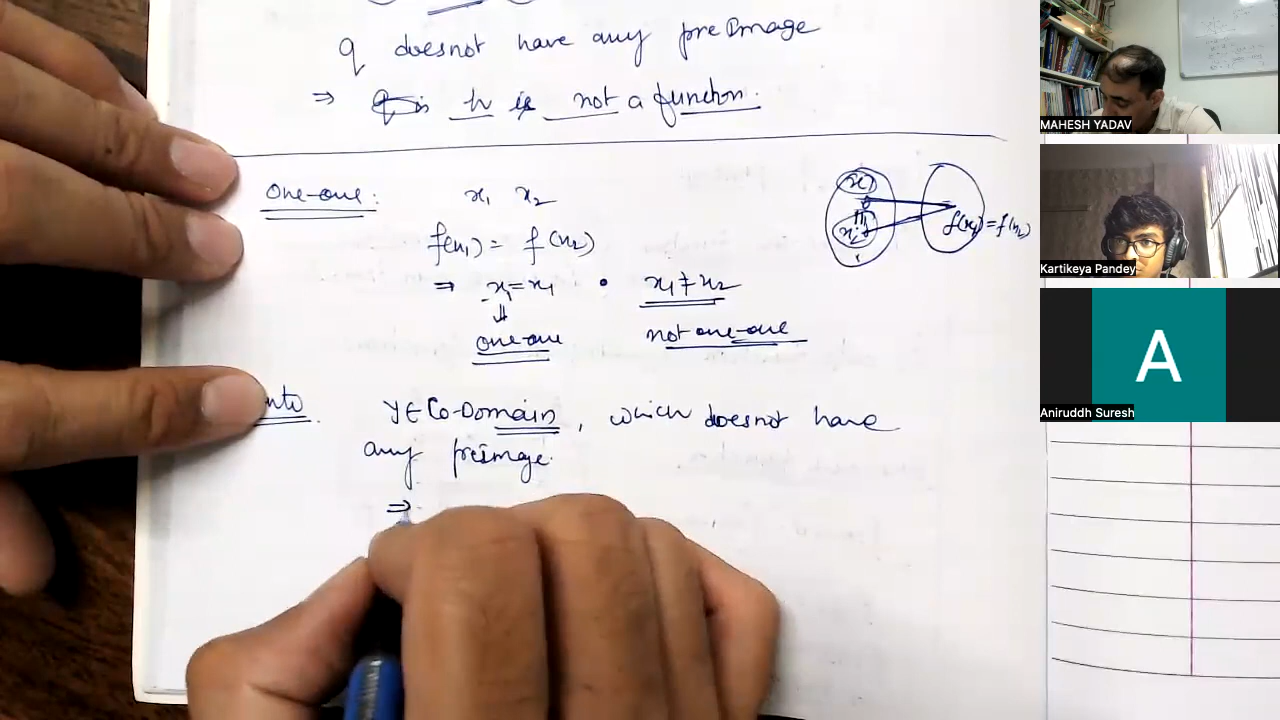 q doesnot have any preImage
⇒ h is not a function.
One-one: x₁ x₂
f(x₁) = f(x₂)
⇒ x₁ = x₁ • x₁ ≠ x₂
⇓
one-one not one-one
x₁
x₂
f(x₁) = f(x₂)
onto. Y ∈ Co-Domain, which doesnot have
any preimage.
⇒
MAHESH YADAV
Kartikeya Pandey
A
Aniruddh Suresh